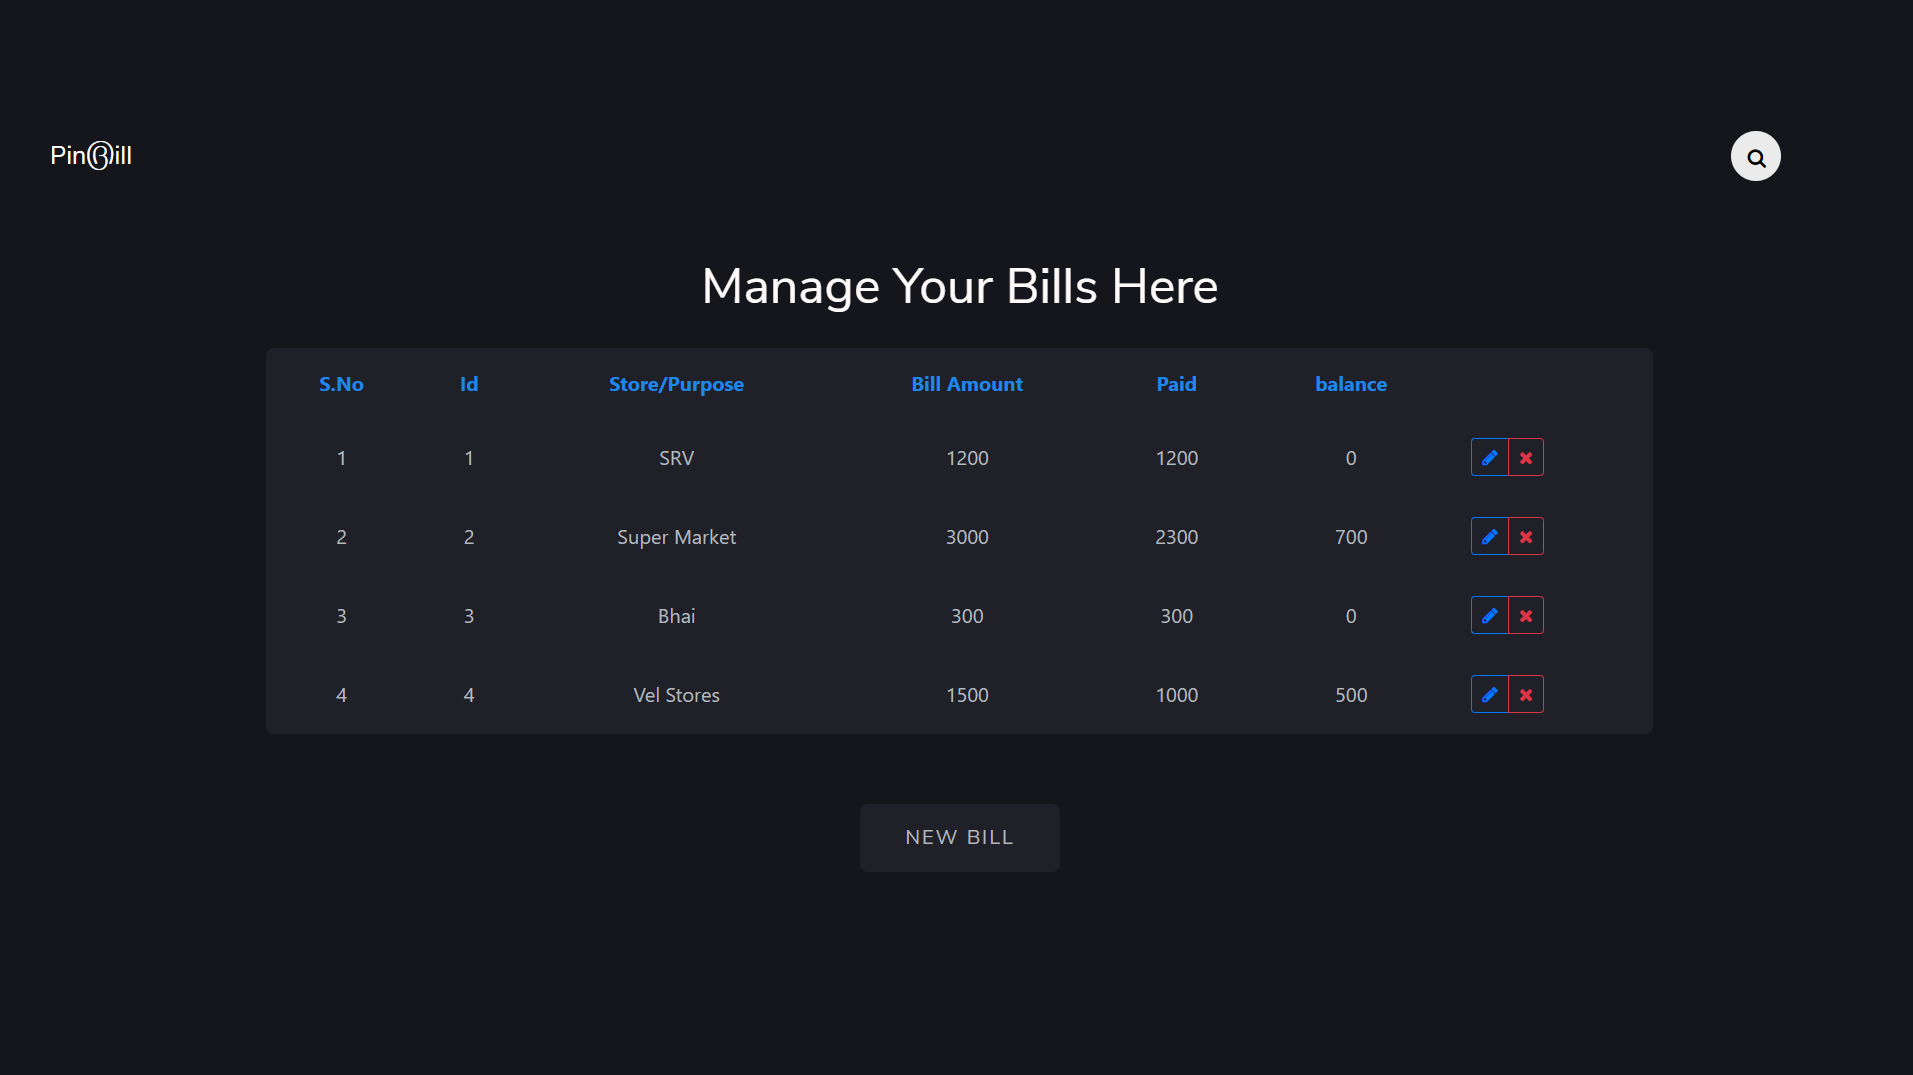 PinBill
Manage Your Bills Here
S.No Id Store/Purpose Bill Amount Paid balance
1 1 SRV 1200 1200 0
2 2 Super Market 3000 2300 700
3 3 Bhai 300 300 0
4 4 Vel Stores 1500 1000 500
NEW BILL